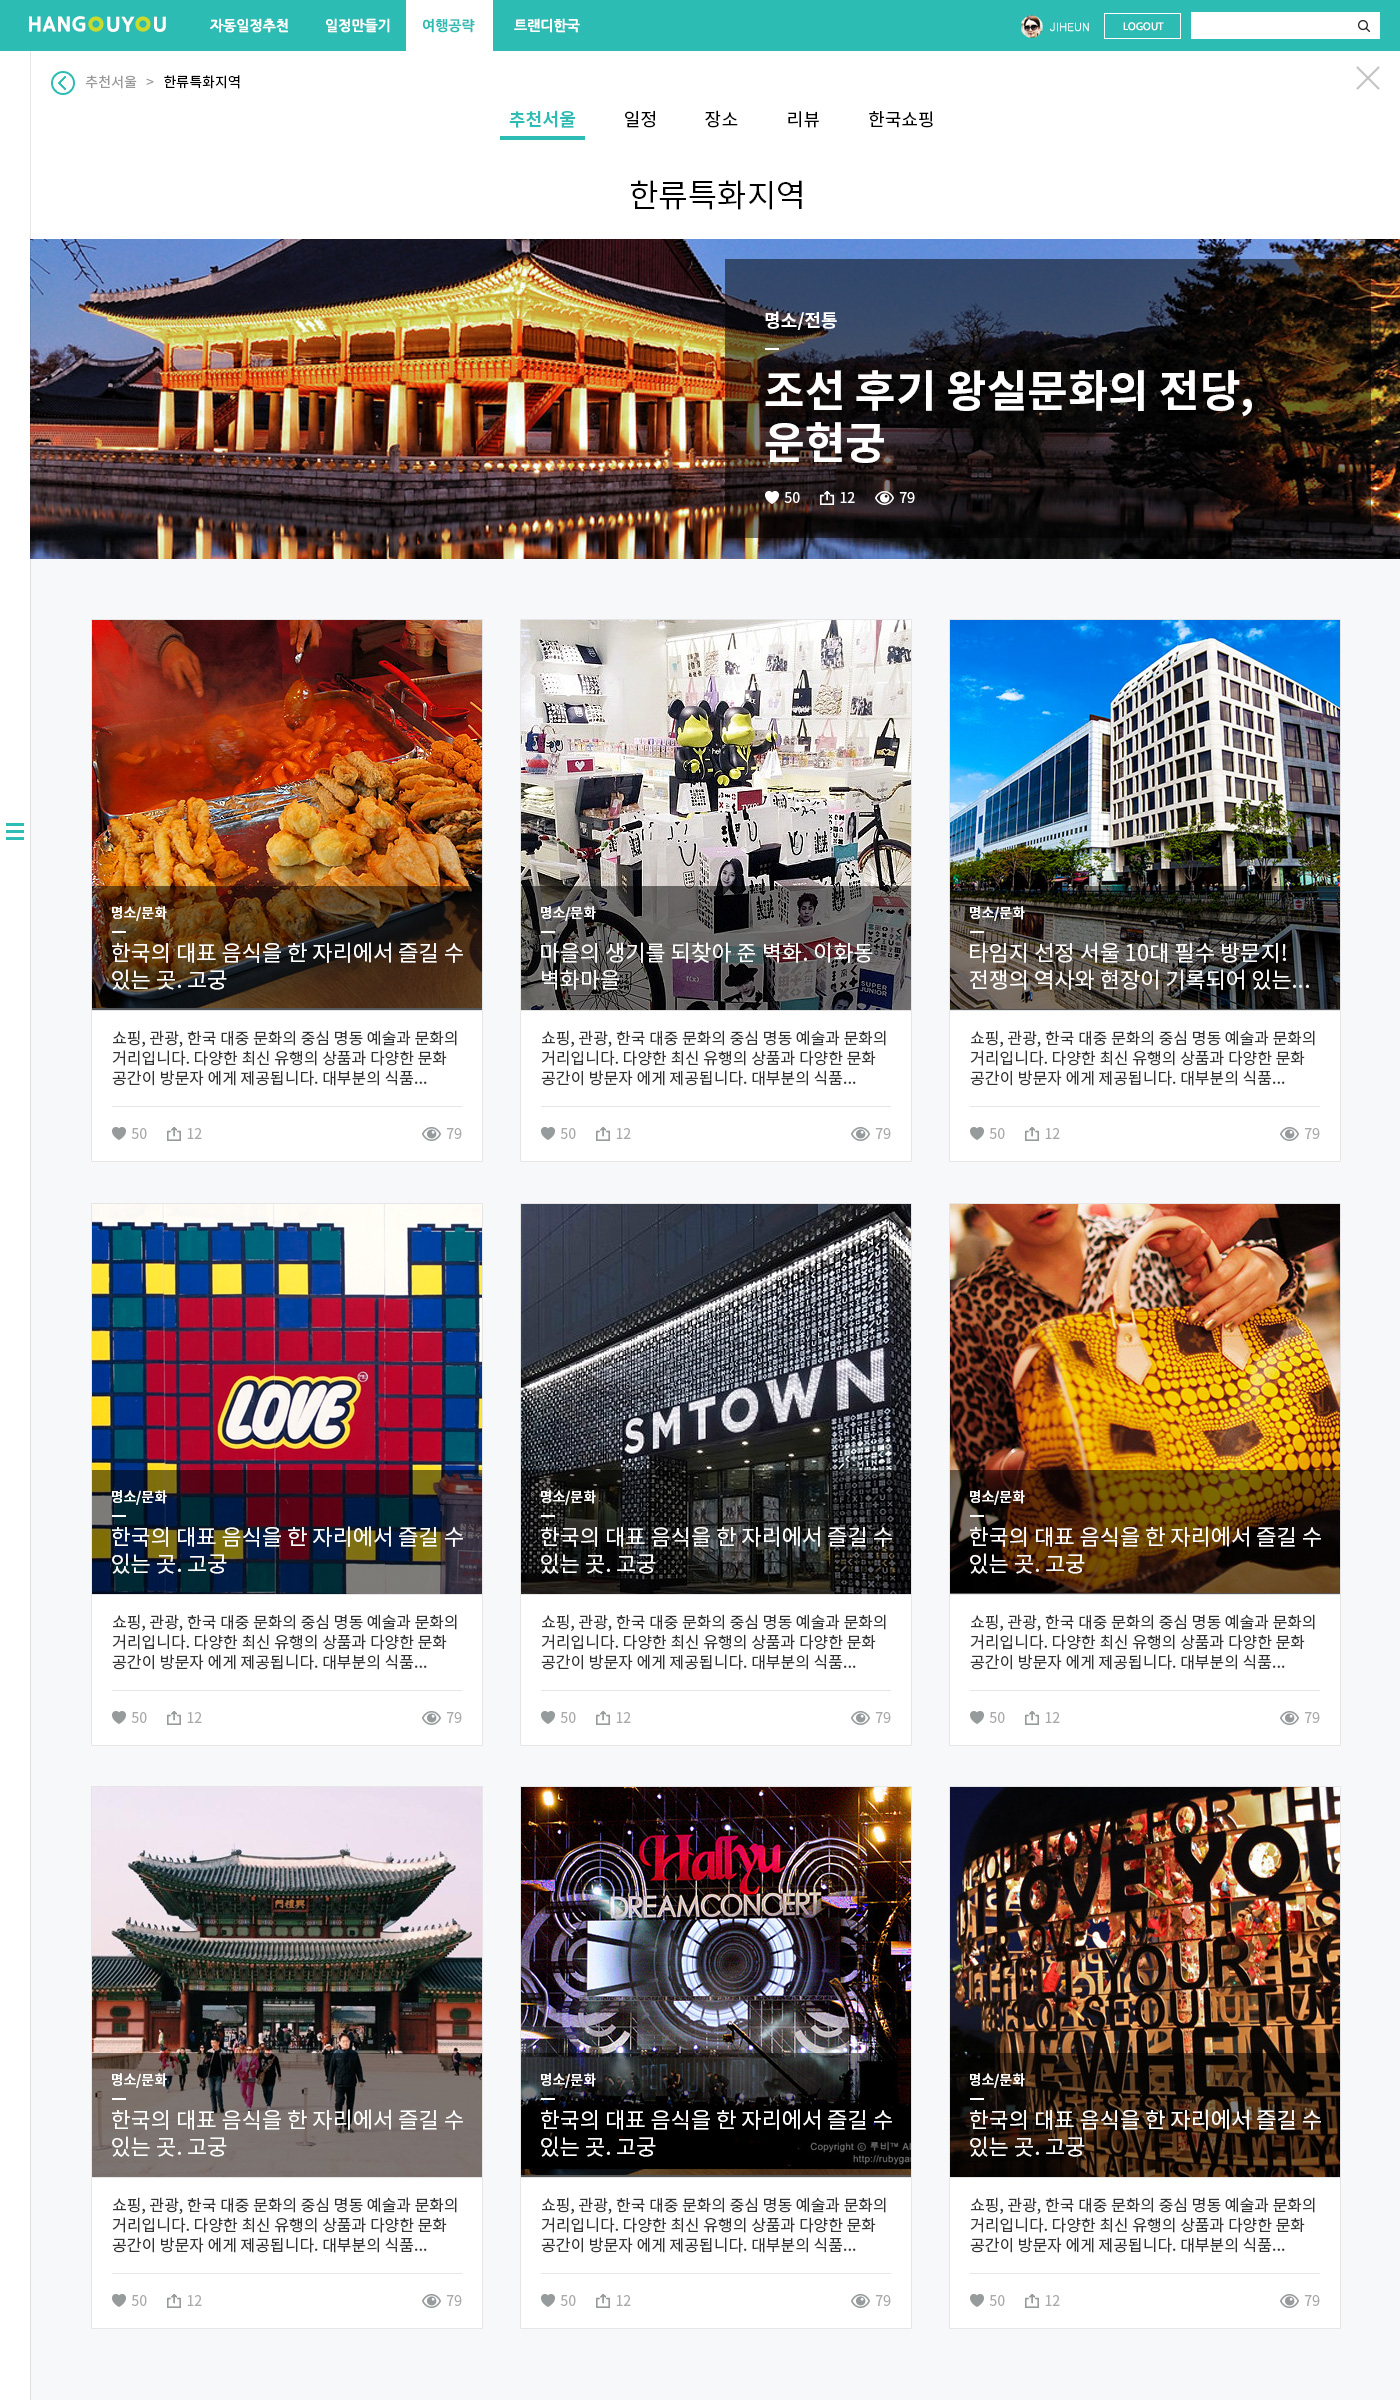 HANGOUYOU 자동일정추천 일정만들기 여행공략 트랜디한국 JIHEUN LOGOUT
추천서울 > 한류특화지역
추천서울 일정 장소 리뷰 한국쇼핑
한류특화지역
명소/전통
조선 후기 왕실문화의 전당,
운현궁
50 12 79
명소/문화
한국의 대표 음식을 한 자리에서 즐길 수
있는 곳. 고궁
쇼핑, 관광, 한국 대중 문화의 중심 명동 예술과 문화의
거리입니다. 다양한 최신 유행의 상품과 다양한 문화
공간이 방문자 에게 제공됩니다. 대부분의 식품...
50 12 79
SUPER
JUNIOR
명소/문화
마을의 생기를 되찾아 준 벽화. 이화동
벽화마을
쇼핑, 관광, 한국 대중 문화의 중심 명동 예술과 문화의
거리입니다. 다양한 최신 유행의 상품과 다양한 문화
공간이 방문자 에게 제공됩니다. 대부분의 식품...
50 12 79
명소/문화
타임지 선정 서울 10대 필수 방문지!
전쟁의 역사와 현장이 기록되어 있는...
쇼핑, 관광, 한국 대중 문화의 중심 명동 예술과 문화의
거리입니다. 다양한 최신 유행의 상품과 다양한 문화
공간이 방문자 에게 제공됩니다. 대부분의 식품...
50 12 79
LOVE
명소/문화
한국의 대표 음식을 한 자리에서 즐길 수
있는 곳. 고궁
쇼핑, 관광, 한국 대중 문화의 중심 명동 예술과 문화의
거리입니다. 다양한 최신 유행의 상품과 다양한 문화
공간이 방문자 에게 제공됩니다. 대부분의 식품...
50 12 79
SMTOWN
명소/문화
한국의 대표 음식을 한 자리에서 즐길 수
있는 곳. 고궁
쇼핑, 관광, 한국 대중 문화의 중심 명동 예술과 문화의
거리입니다. 다양한 최신 유행의 상품과 다양한 문화
공간이 방문자 에게 제공됩니다. 대부분의 식품...
50 12 79
명소/문화
한국의 대표 음식을 한 자리에서 즐길 수
있는 곳. 고궁
쇼핑, 관광, 한국 대중 문화의 중심 명동 예술과 문화의
거리입니다. 다양한 최신 유행의 상품과 다양한 문화
공간이 방문자 에게 제공됩니다. 대부분의 식품...
50 12 79
門禮興
명소/문화
한국의 대표 음식을 한 자리에서 즐길 수
있는 곳. 고궁
쇼핑, 관광, 한국 대중 문화의 중심 명동 예술과 문화의
거리입니다. 다양한 최신 유행의 상품과 다양한 문화
공간이 방문자 에게 제공됩니다. 대부분의 식품...
50 12 79
Hallyu
DREAMCONCERT
명소/문화
한국의 대표 음식을 한 자리에서 즐길 수
있는 곳. 고궁
Copyright ⓒ 루비™ Al
http://rubyga
쇼핑, 관광, 한국 대중 문화의 중심 명동 예술과 문화의
거리입니다. 다양한 최신 유행의 상품과 다양한 문화
공간이 방문자 에게 제공됩니다. 대부분의 식품...
50 12 79
LOVE FOR THE
LOVE YOU
YOUR LO
OF SEOUL
WHEN
명소/문화
한국의 대표 음식을 한 자리에서 즐길 수
있는 곳. 고궁
쇼핑, 관광, 한국 대중 문화의 중심 명동 예술과 문화의
거리입니다. 다양한 최신 유행의 상품과 다양한 문화
공간이 방문자 에게 제공됩니다. 대부분의 식품...
50 12 79